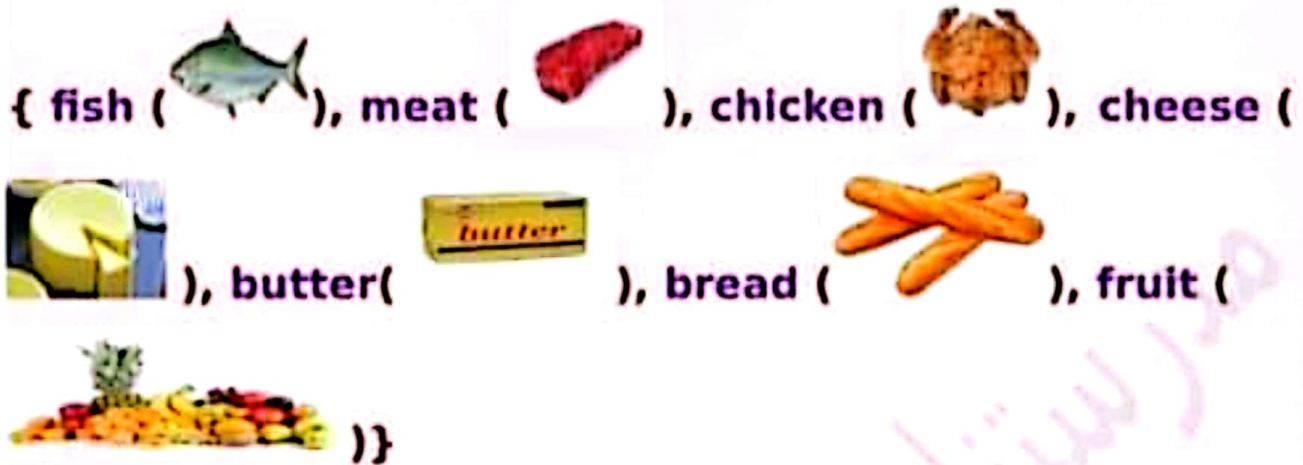 { fish ( ), meat ( ), chicken ( ), cheese (
butter
), butter( ), bread ( ), fruit (
)}